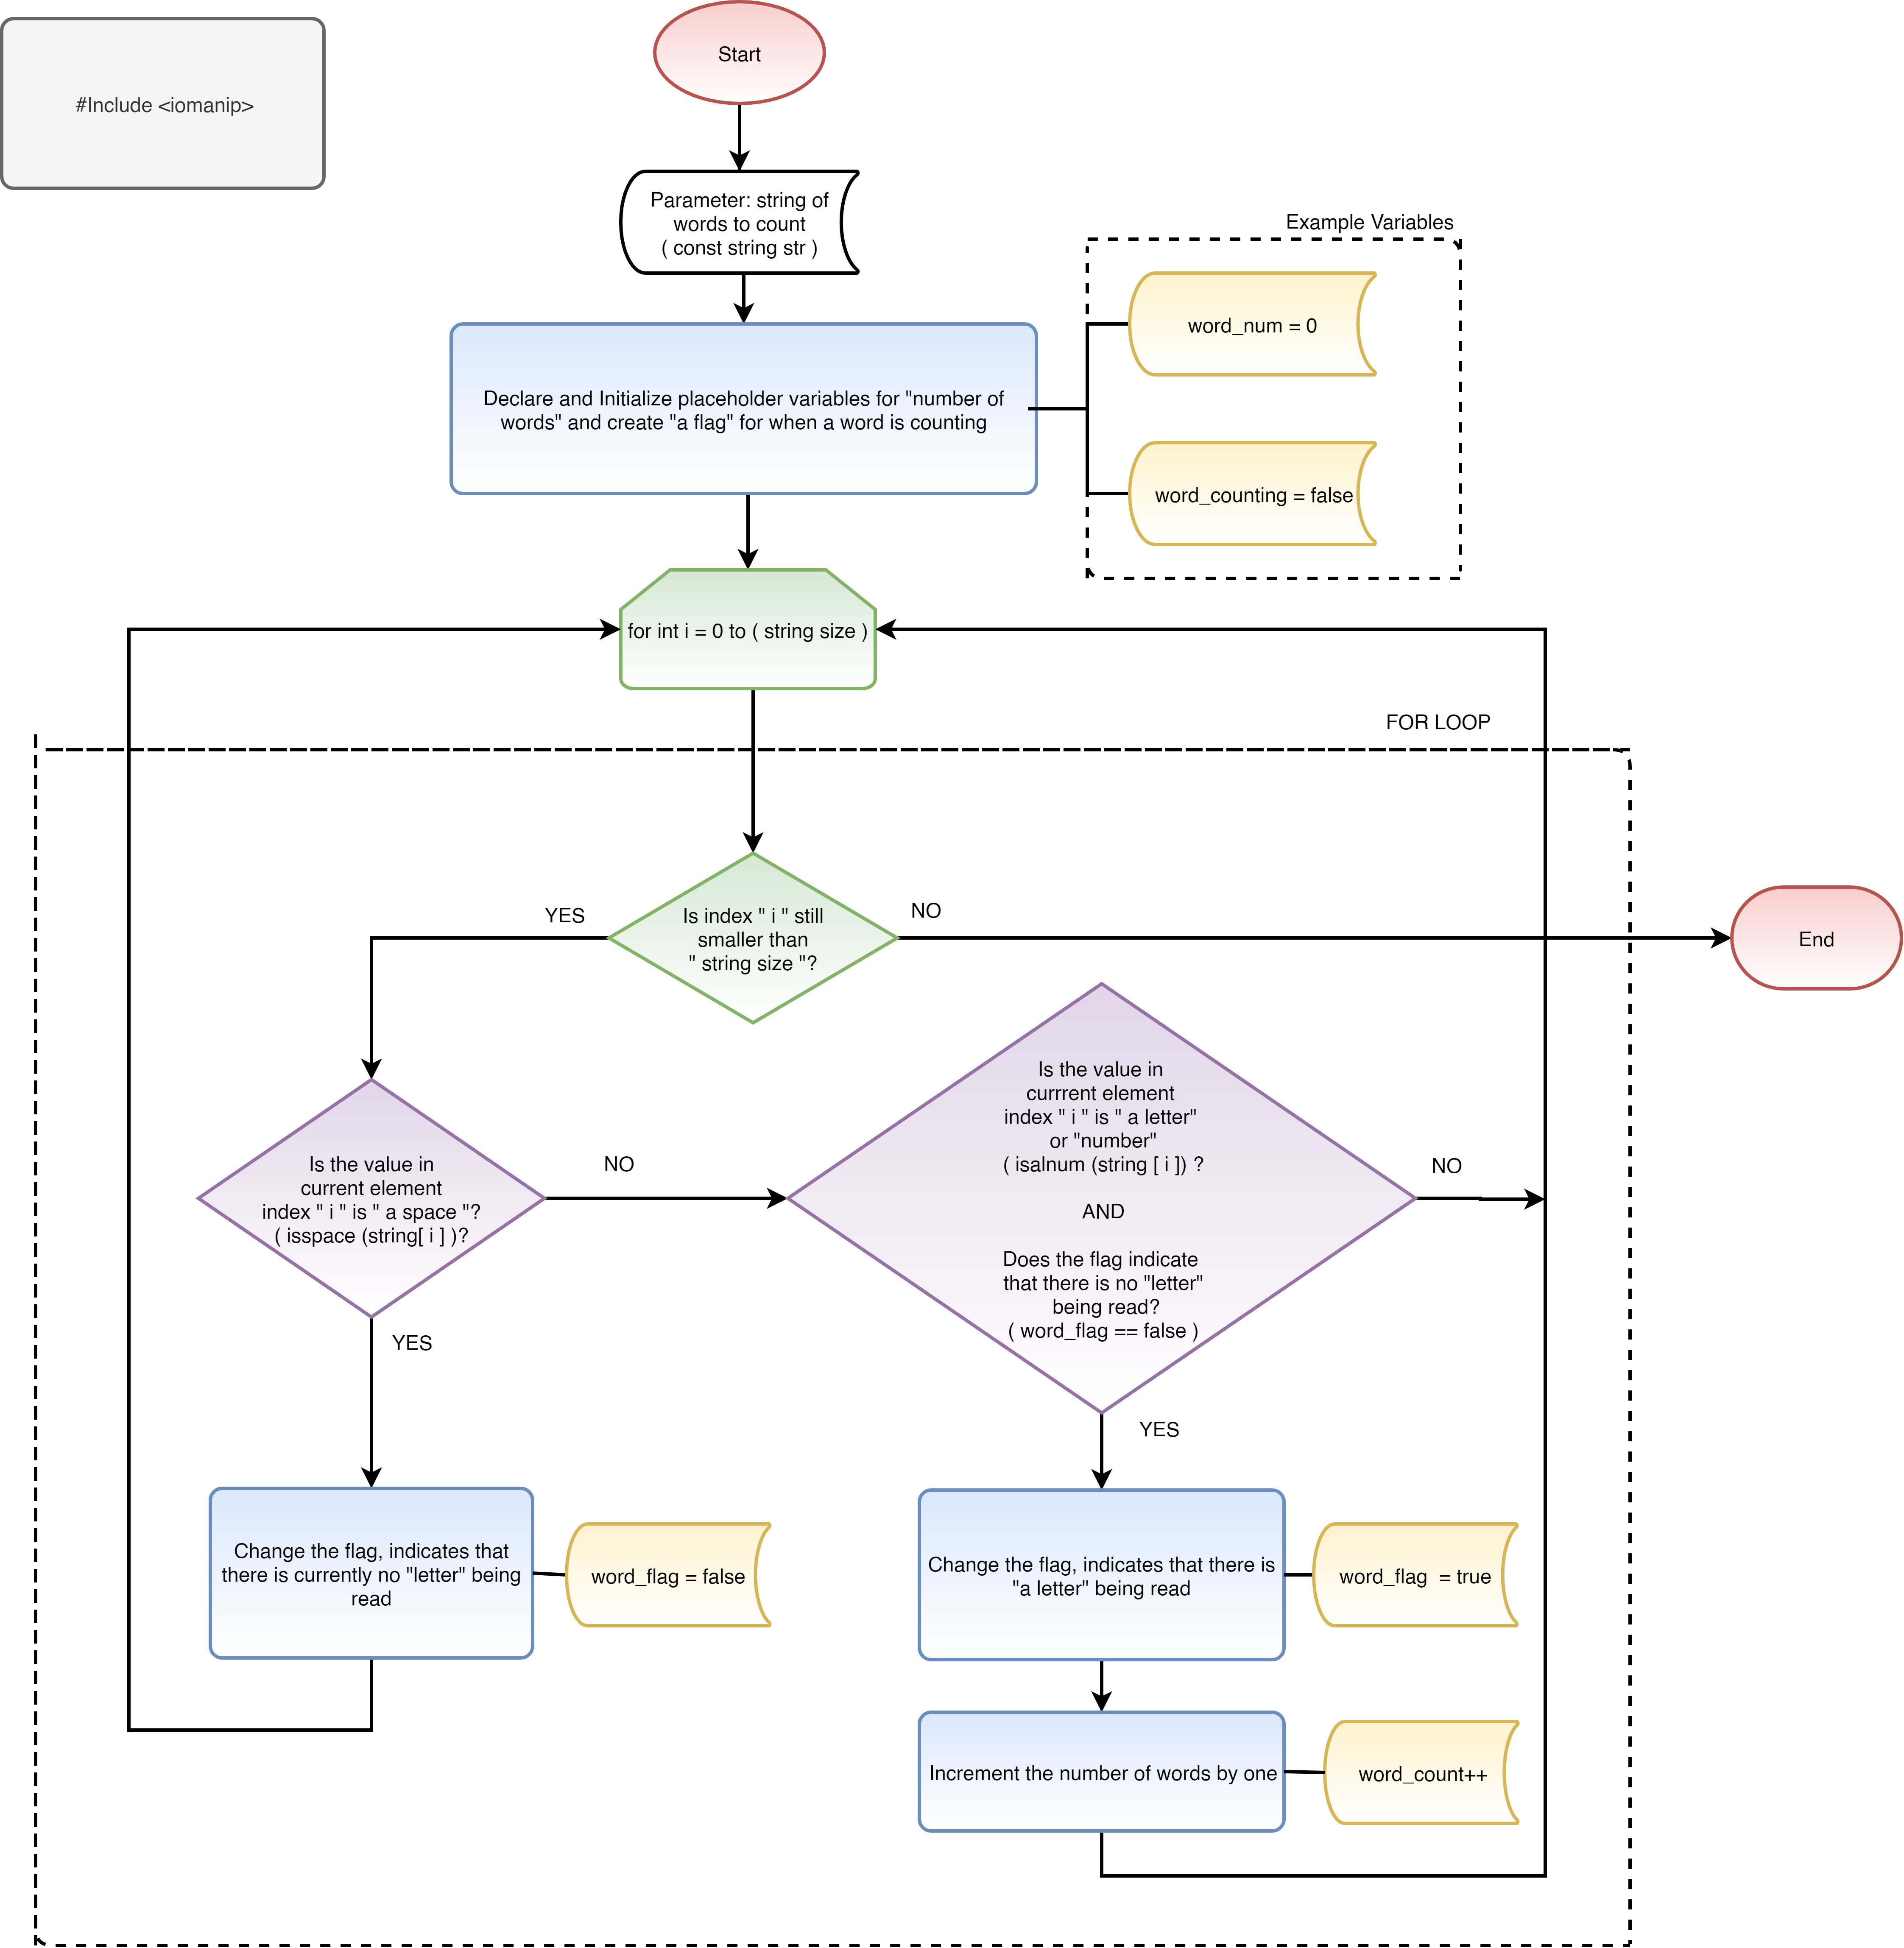 #Include <iomanip>
Start
Parameter: string of
words to count
( const string str )
Example Variables
word_num = 0
Declare and Initialize placeholder variables for "number of
words" and create "a flag" for when a word is counting
word_counting = false
for int i = 0 to ( string size )
FOR LOOP
YES
Is index " i " still
smaller than
" string size "?
NO
End
Is the value in
current element
index " i " is " a space "?
( isspace (string[ i ] )?
NO
Is the value in
currrent element
index " i " is " a letter"
or "number"
( isalnum (string [ i ]) ?
AND
Does the flag indicate
that there is no "letter"
being read?
( word_flag == false )
NO
YES
YES
Change the flag, indicates that
there is currently no "letter" being
read
word_flag = false
Change the flag, indicates that there is
"a letter" being read
word_flag  = true
Increment the number of words by one
word_count++